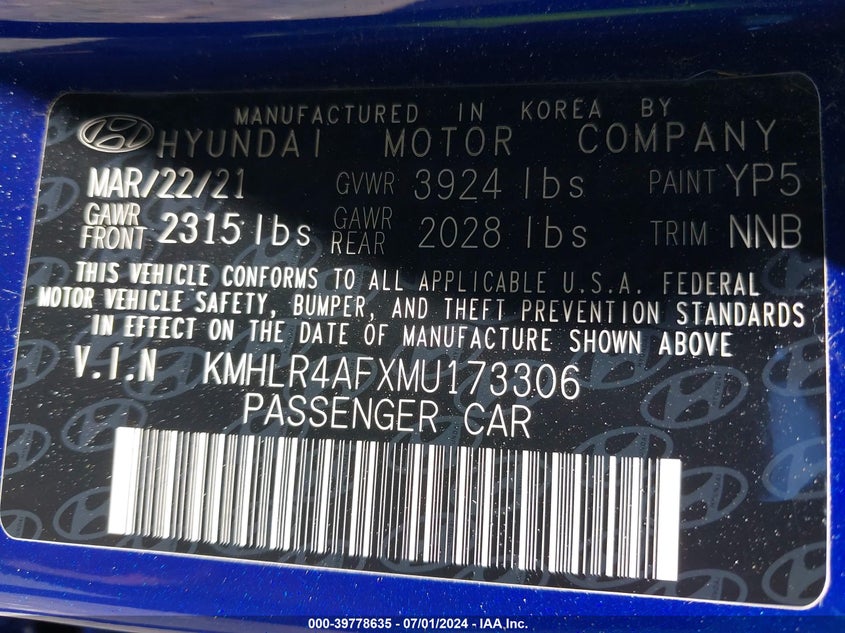 MANUFACTURED IN KOREA BY
HYUNDAI MOTOR COMPANY
MAR/22/21 GVWR 3924 lbs PAINT YP5
GAWR FRONT 2315 lbs GAWR REAR 2028 lbs TRIM NNB
THIS VEHICLE CONFORMS TO ALL APPLICABLE U.S.A. FEDERAL
MOTOR VEHICLE SAFETY, BUMPER, AND THEFT PREVENTION STANDARDS
IN EFFECT ON THE DATE OF MANUFACTURE SHOWN ABOVE
V.I.N KMHLR4AFXMU173306
PASSENGER CAR
000-39778635 - 07/01/2024 - IAAI.COM